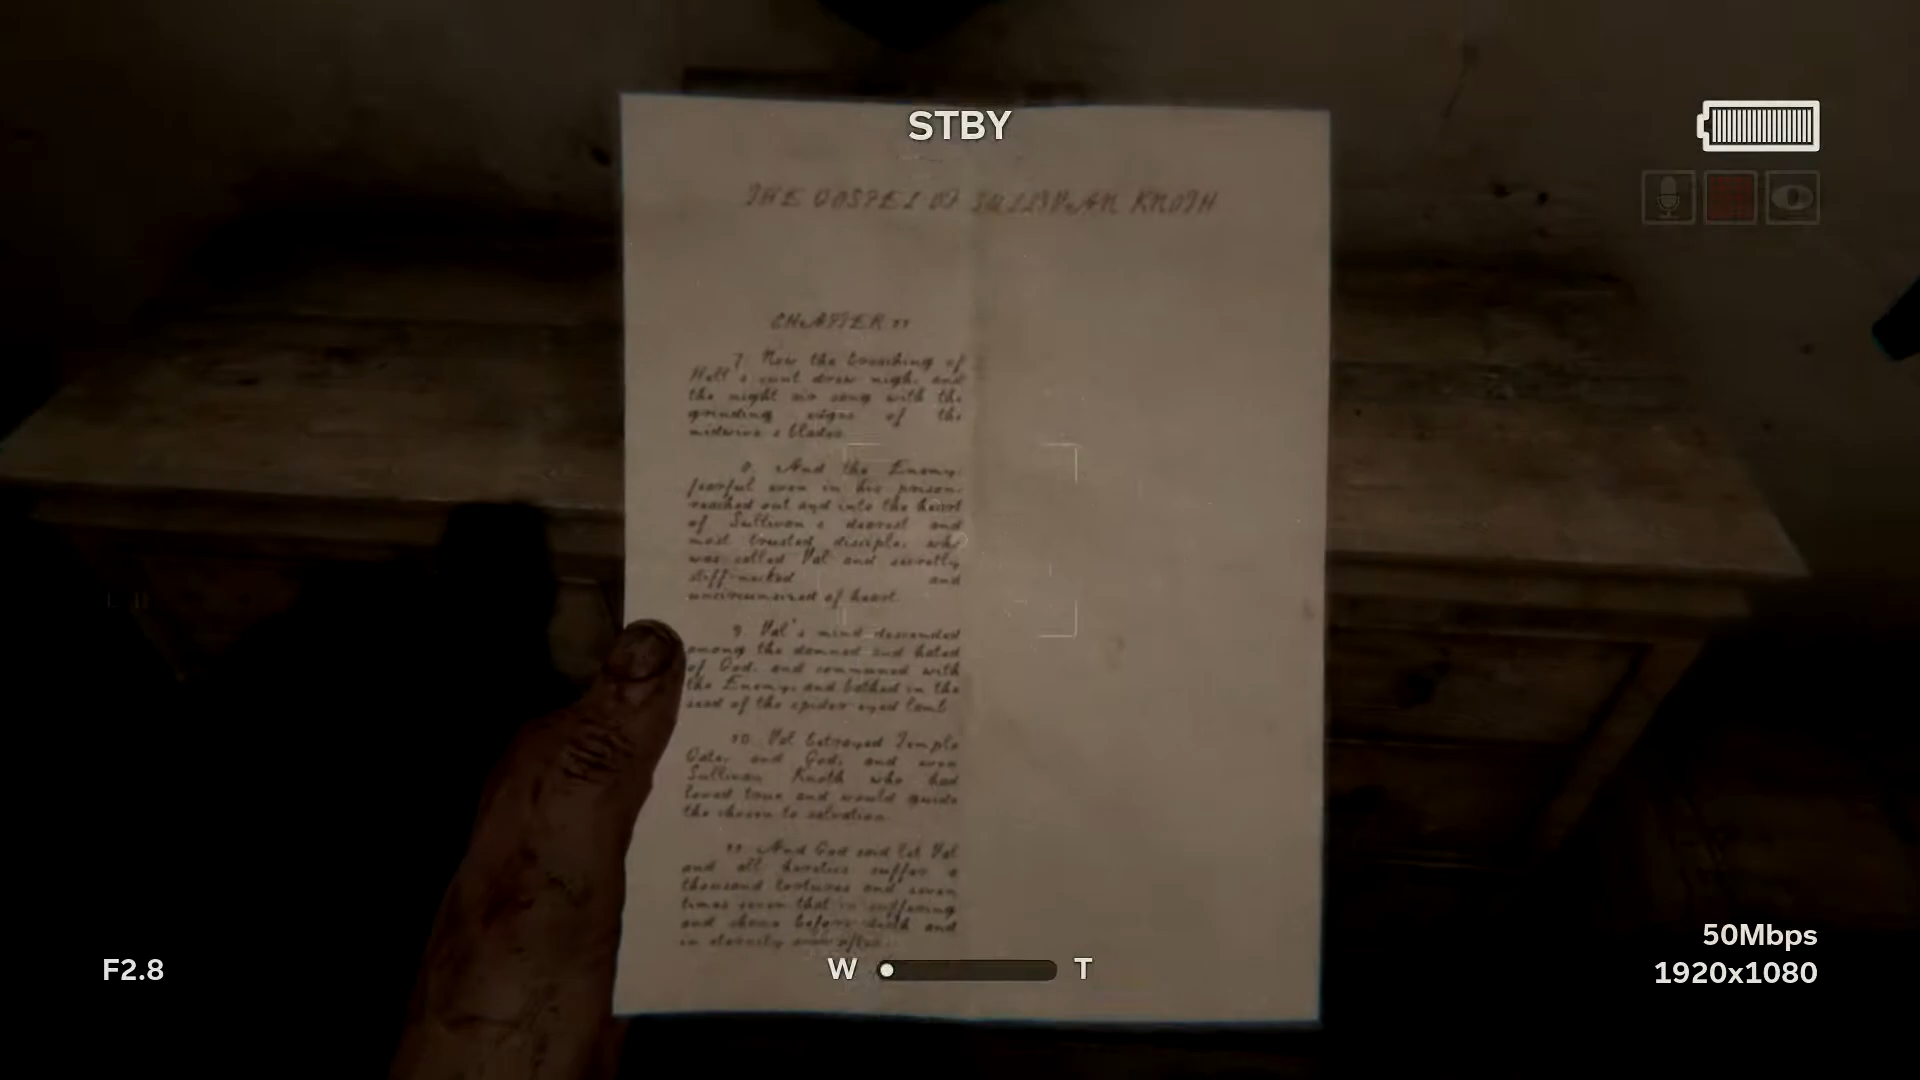 STBY
THE GOSPEL OF SULLIVAN KNOTH
CHAPTER 11
7. Now the breaching of
Hell's cunt drew nigh, and
the night air sang with the
grinding edges of the
midwive's blades.
8. And the Enemy,
fearful even in his prison,
reached out and into the heart
of Sullivan's dearest and
most trusted disciple, who
was called Val and secretly
stiff-necked and
uncircumcized of heart.
9. Val's mind descended
among the damned and hated
of God, and communed with
the Enemy, and bathed in the
seed of the spider-eyed lamb.
10. Val betrayed Temple
Gate, and God, and even
Sullivan Knoth who had
loved true and would guide
the chosen to salvation.
11. And God said let Val
and all heretics suffer a
thousand tortures and seven
times seven that in suffering
and shame before death and
in eternity ever after.
F2.8
W T
50Mbps
1920x1080